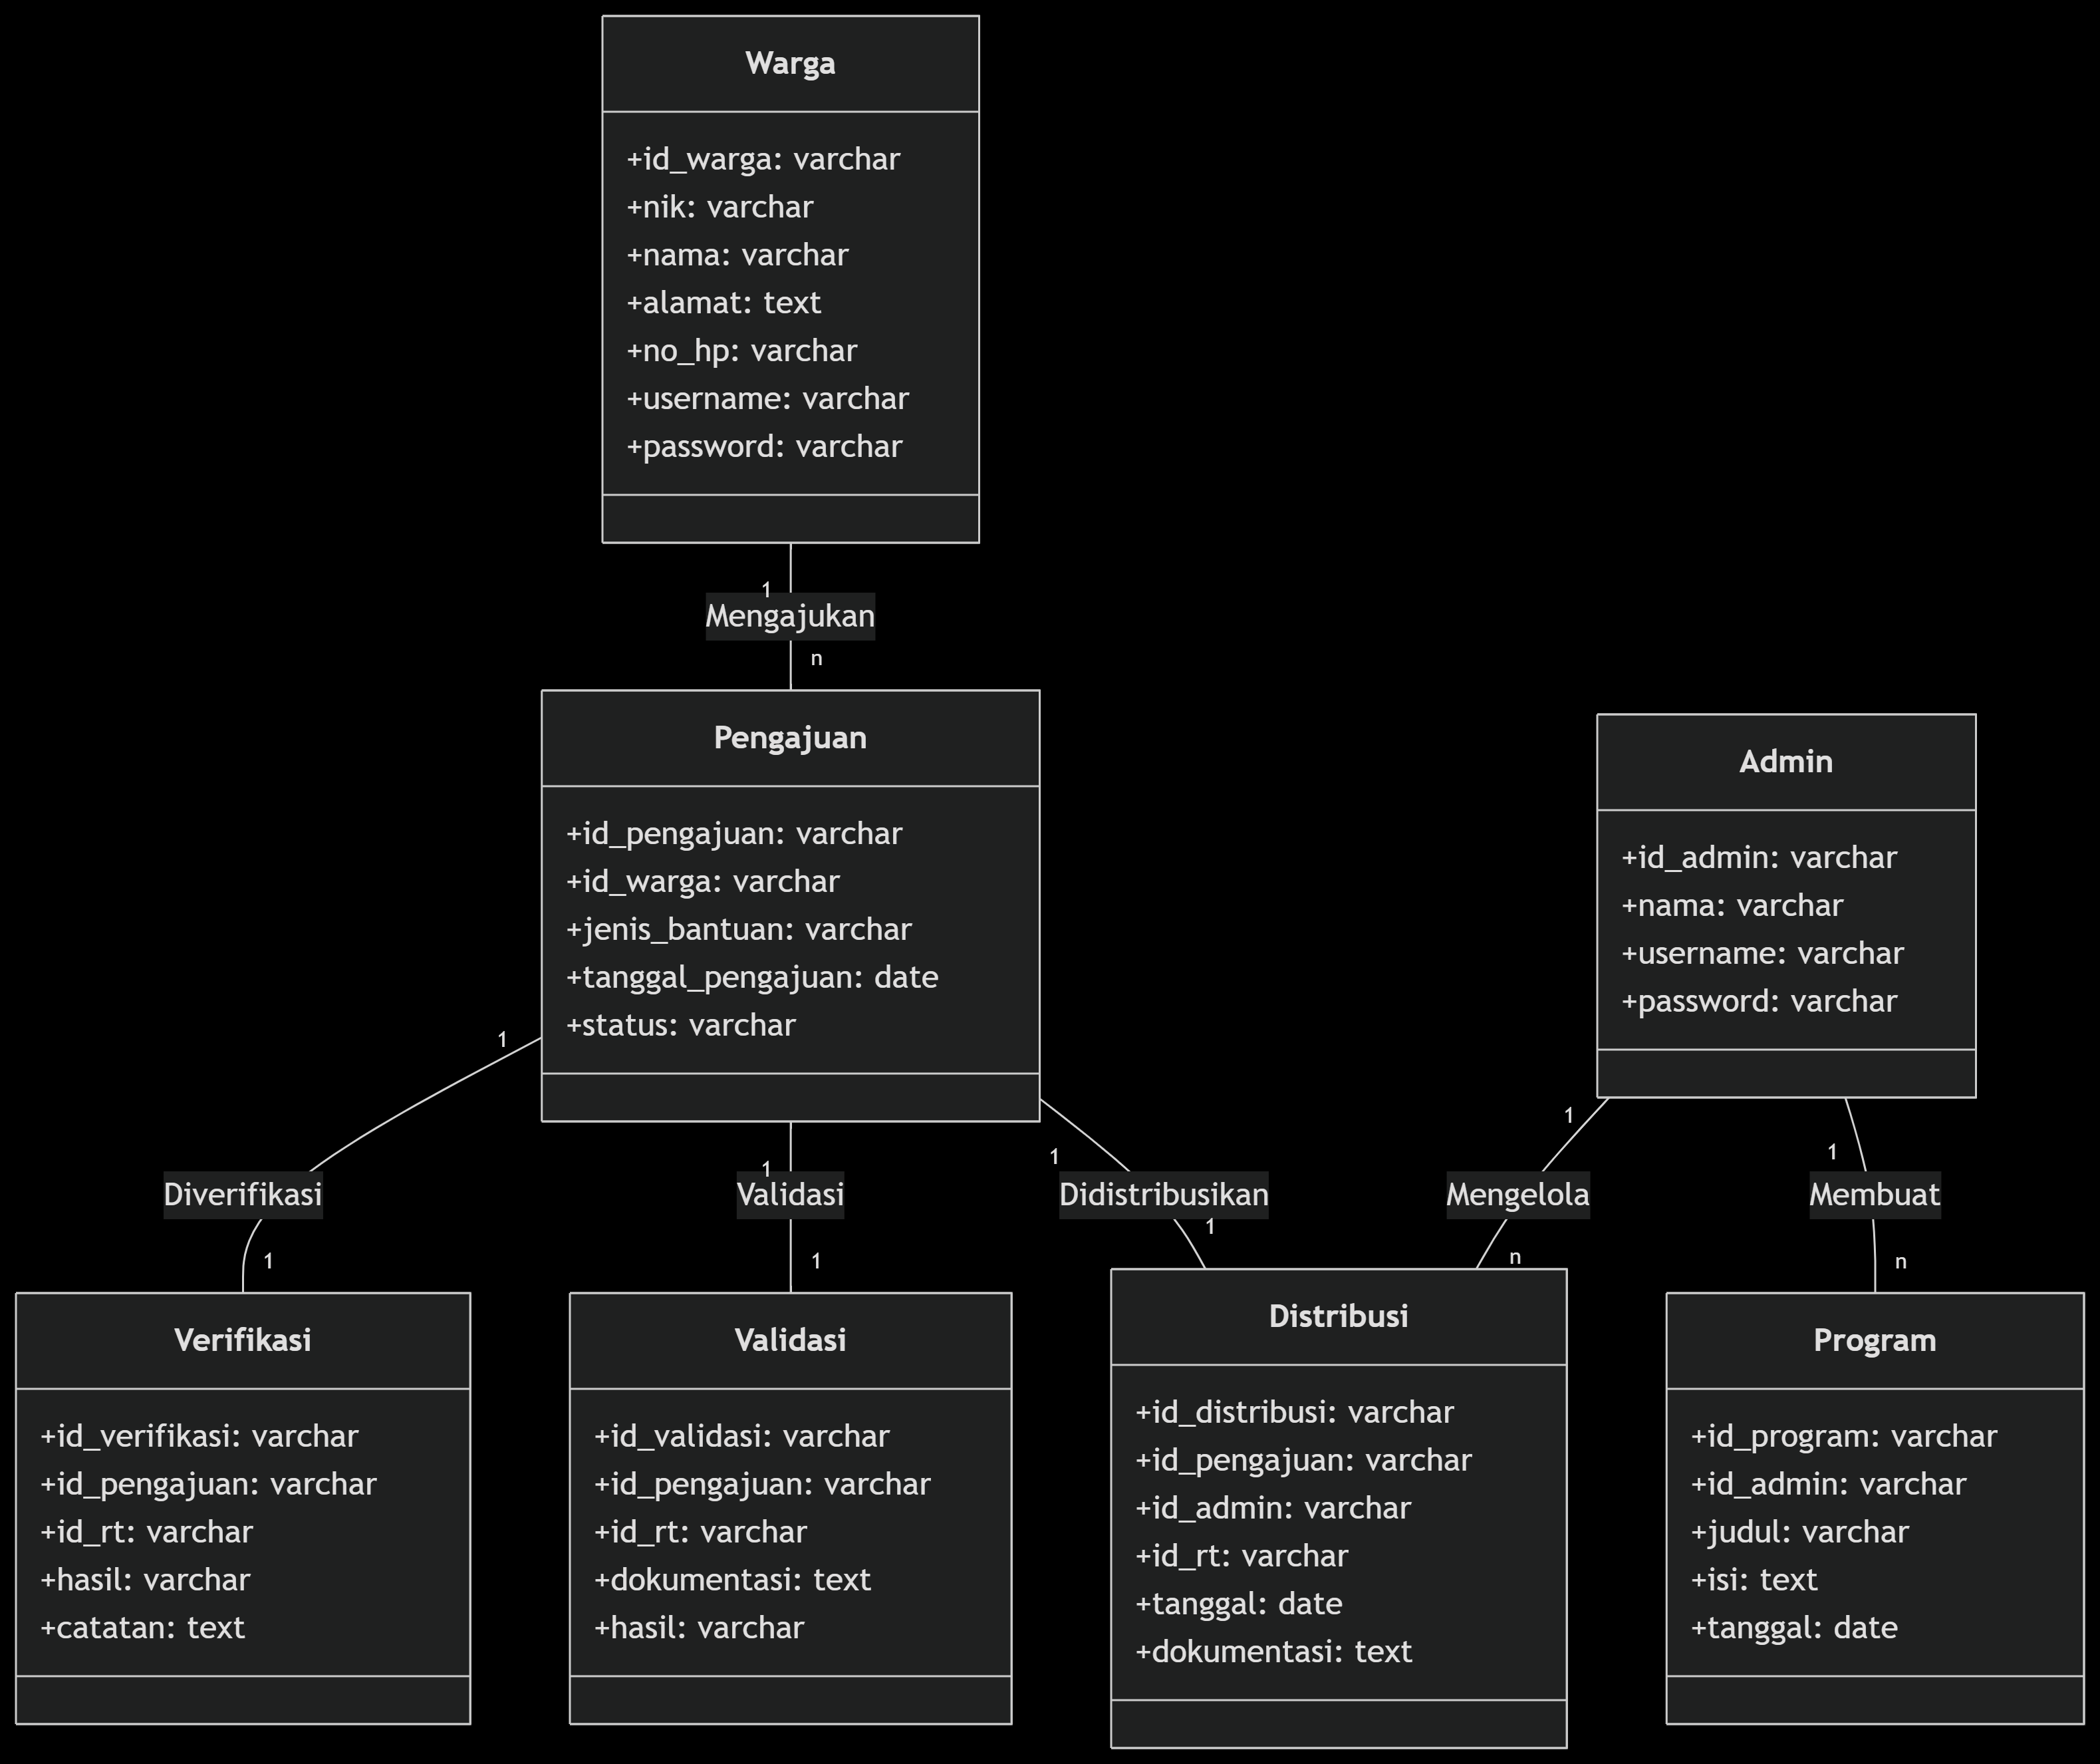 Warga
+id_warga: varchar
+nik: varchar
+nama: varchar
+alamat: text
+no_hp: varchar
+username: varchar
+password: varchar
1
Mengajukan
n
Pengajuan
+id_pengajuan: varchar
+id_warga: varchar
+jenis_bantuan: varchar
+tanggal_pengajuan: date
+status: varchar
Admin
+id_admin: varchar
+nama: varchar
+username: varchar
+password: varchar
1
Diverifikasi
1
1
Validasi
1
1
Didistribusikan
1
1
Mengelola
n
1
Membuat
n
Verifikasi
+id_verifikasi: varchar
+id_pengajuan: varchar
+id_rt: varchar
+hasil: varchar
+catatan: text
Validasi
+id_validasi: varchar
+id_pengajuan: varchar
+id_rt: varchar
+dokumentasi: text
+hasil: varchar
Distribusi
+id_distribusi: varchar
+id_pengajuan: varchar
+id_admin: varchar
+id_rt: varchar
+tanggal: date
+dokumentasi: text
Program
+id_program: varchar
+id_admin: varchar
+judul: varchar
+isi: text
+tanggal: date